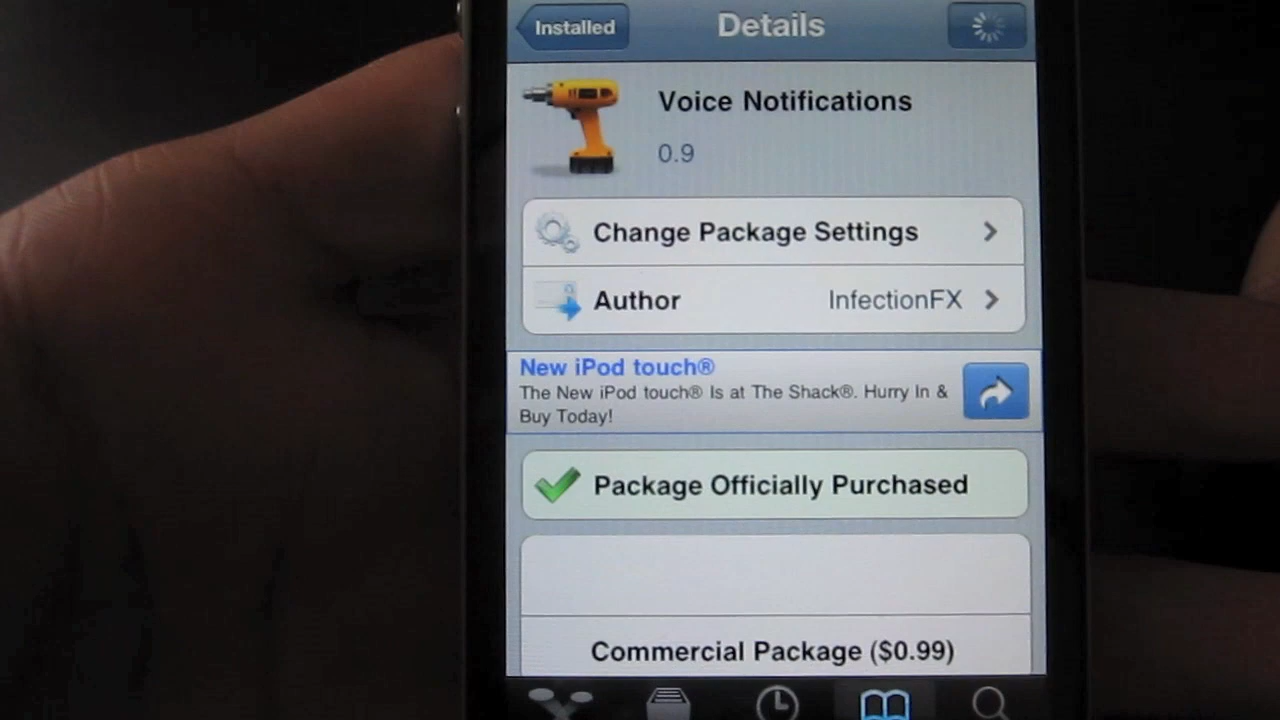 Installed
Details
Voice Notifications
0.9
Change Package Settings
Author InfectionFX
New iPod touch®
The New iPod touch® Is at The Shack®. Hurry In &
Buy Today!
Package Officially Purchased
Commercial Package ($0.99)